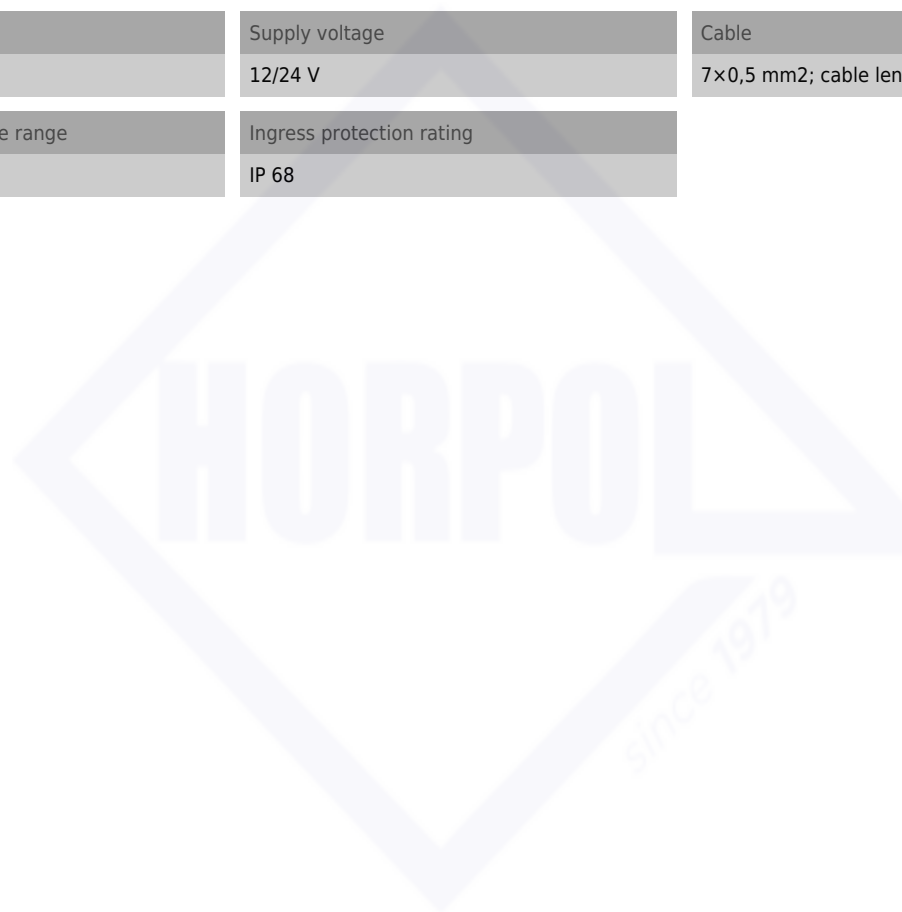 Supply voltage
Cable
12/24 V
7×0,5 mm2; cable len
e range
Ingress protection rating
IP 68
HORPOL
since 1979